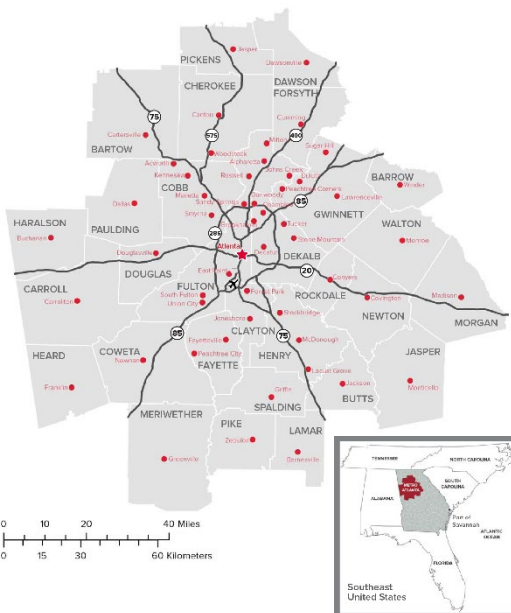 Jasper
PICKENS
Dawsonville
CHEROKEE
DAWSON
FORSYTH
75
Canton
Cumming
Cartersville
575
400
Milton
Sugar Hill
BARTOW
Woodstock
Alpharetta
Acworth
Johns Creek
Kennesaw
Roswell
Duluth
BARROW
COBB
Peachtree Corners
Winder
Marietta
Dunwoody
85
Lawrenceville
Dallas
Sandy Springs
Chamblee
GWINNETT
Smyrna
WALTON
HARALSON
PAULDING
Brookhaven
Tucker
Buchanan
285
Stone Mountain
Monroe
Atlanta
Decatur
Douglasville
DEKALB
DOUGLAS
East Point
20
CARROLL
FULTON
Forest Park
Conyers
South Fulton
ROCKDALE
Carrollton
Union City
Covington
Madison
Stockbridge
NEWTON
Jonesboro
MORGAN
85
CLAYTON
75
Fayetteville
McDonough
HEARD
COWETA
Peachtree City
HENRY
JASPER
Newnan
FAYETTE
Locust Grove
Franklin
Jackson
Monticello
Griffin
BUTTS
SPALDING
MERIWETHER
PIKE
LAMAR
Zebulon
Greenville
Barnesville
0 10 20 40 Miles
0 15 30 60 Kilometers
TENNESSEE
NORTH CAROLINA
METRO
ATLANTA
SOUTH
CAROLINA
ALABAMA
Port of
Savannah
ATLANTIC
OCEAN
FLORIDA
Southeast
United States